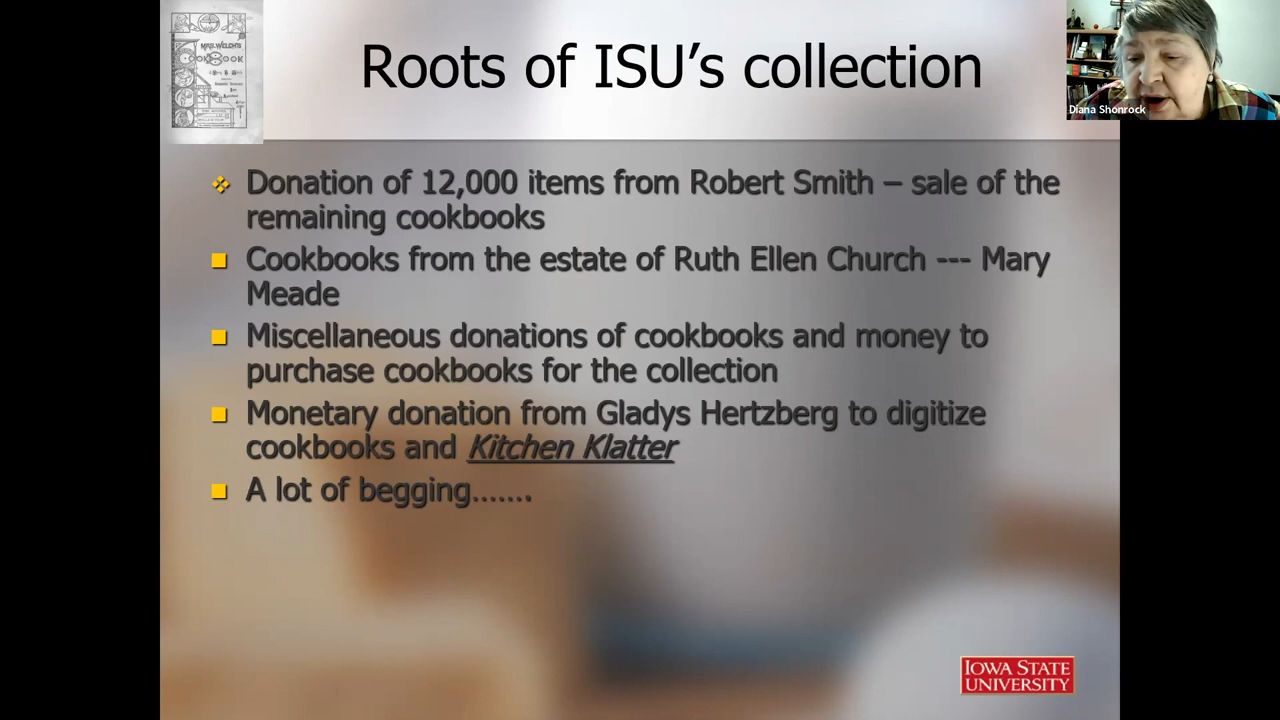 Roots of ISU's collection
MRS. WELCH'S
COOKBOOK
Diana Shonrock
Donation of 12,000 items from Robert Smith – sale of the
remaining cookbooks
Cookbooks from the estate of Ruth Ellen Church --- Mary
Meade
Miscellaneous donations of cookbooks and money to
purchase cookbooks for the collection
Monetary donation from Gladys Hertzberg to digitize
cookbooks and Kitchen Klatter
A lot of begging.......
IOWA STATE
UNIVERSITY